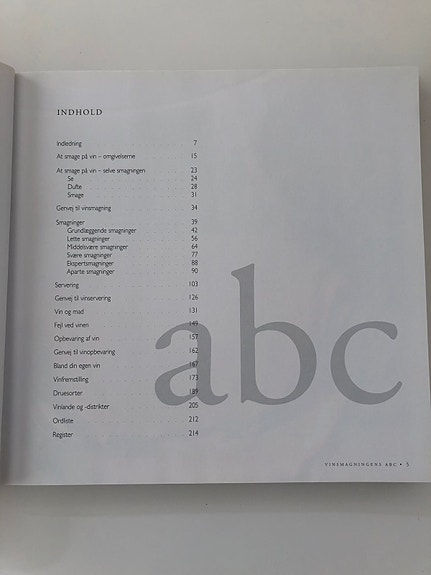 INDHOLD
Indledning 7
At smage på vin – omgivelserne 15
At smage på vin – selve smagningen 23
Se 24
Dufte 28
Smage 31
Genvej til vinsmagning 34
Smagninger 39
Grundlæggende smagninger 42
Lette smagninger 56
Middelsvære smagninger 64
Svære smagninger 77
Ekspertsmagninger 88
Aparte smagninger 90
Servering 103
Genvej til vinservering 126
Vin og mad 131
Fejl ved vinen 149
Opbevaring af vin 157
Genvej til vinopbevaring 162
Bland din egen vin 167
Vinfremstilling 173
Druesorter 189
Vinlande og -distrikter 205
Ordliste 212
Register 214
abc
VINSMAGNINGENS ABC • 5